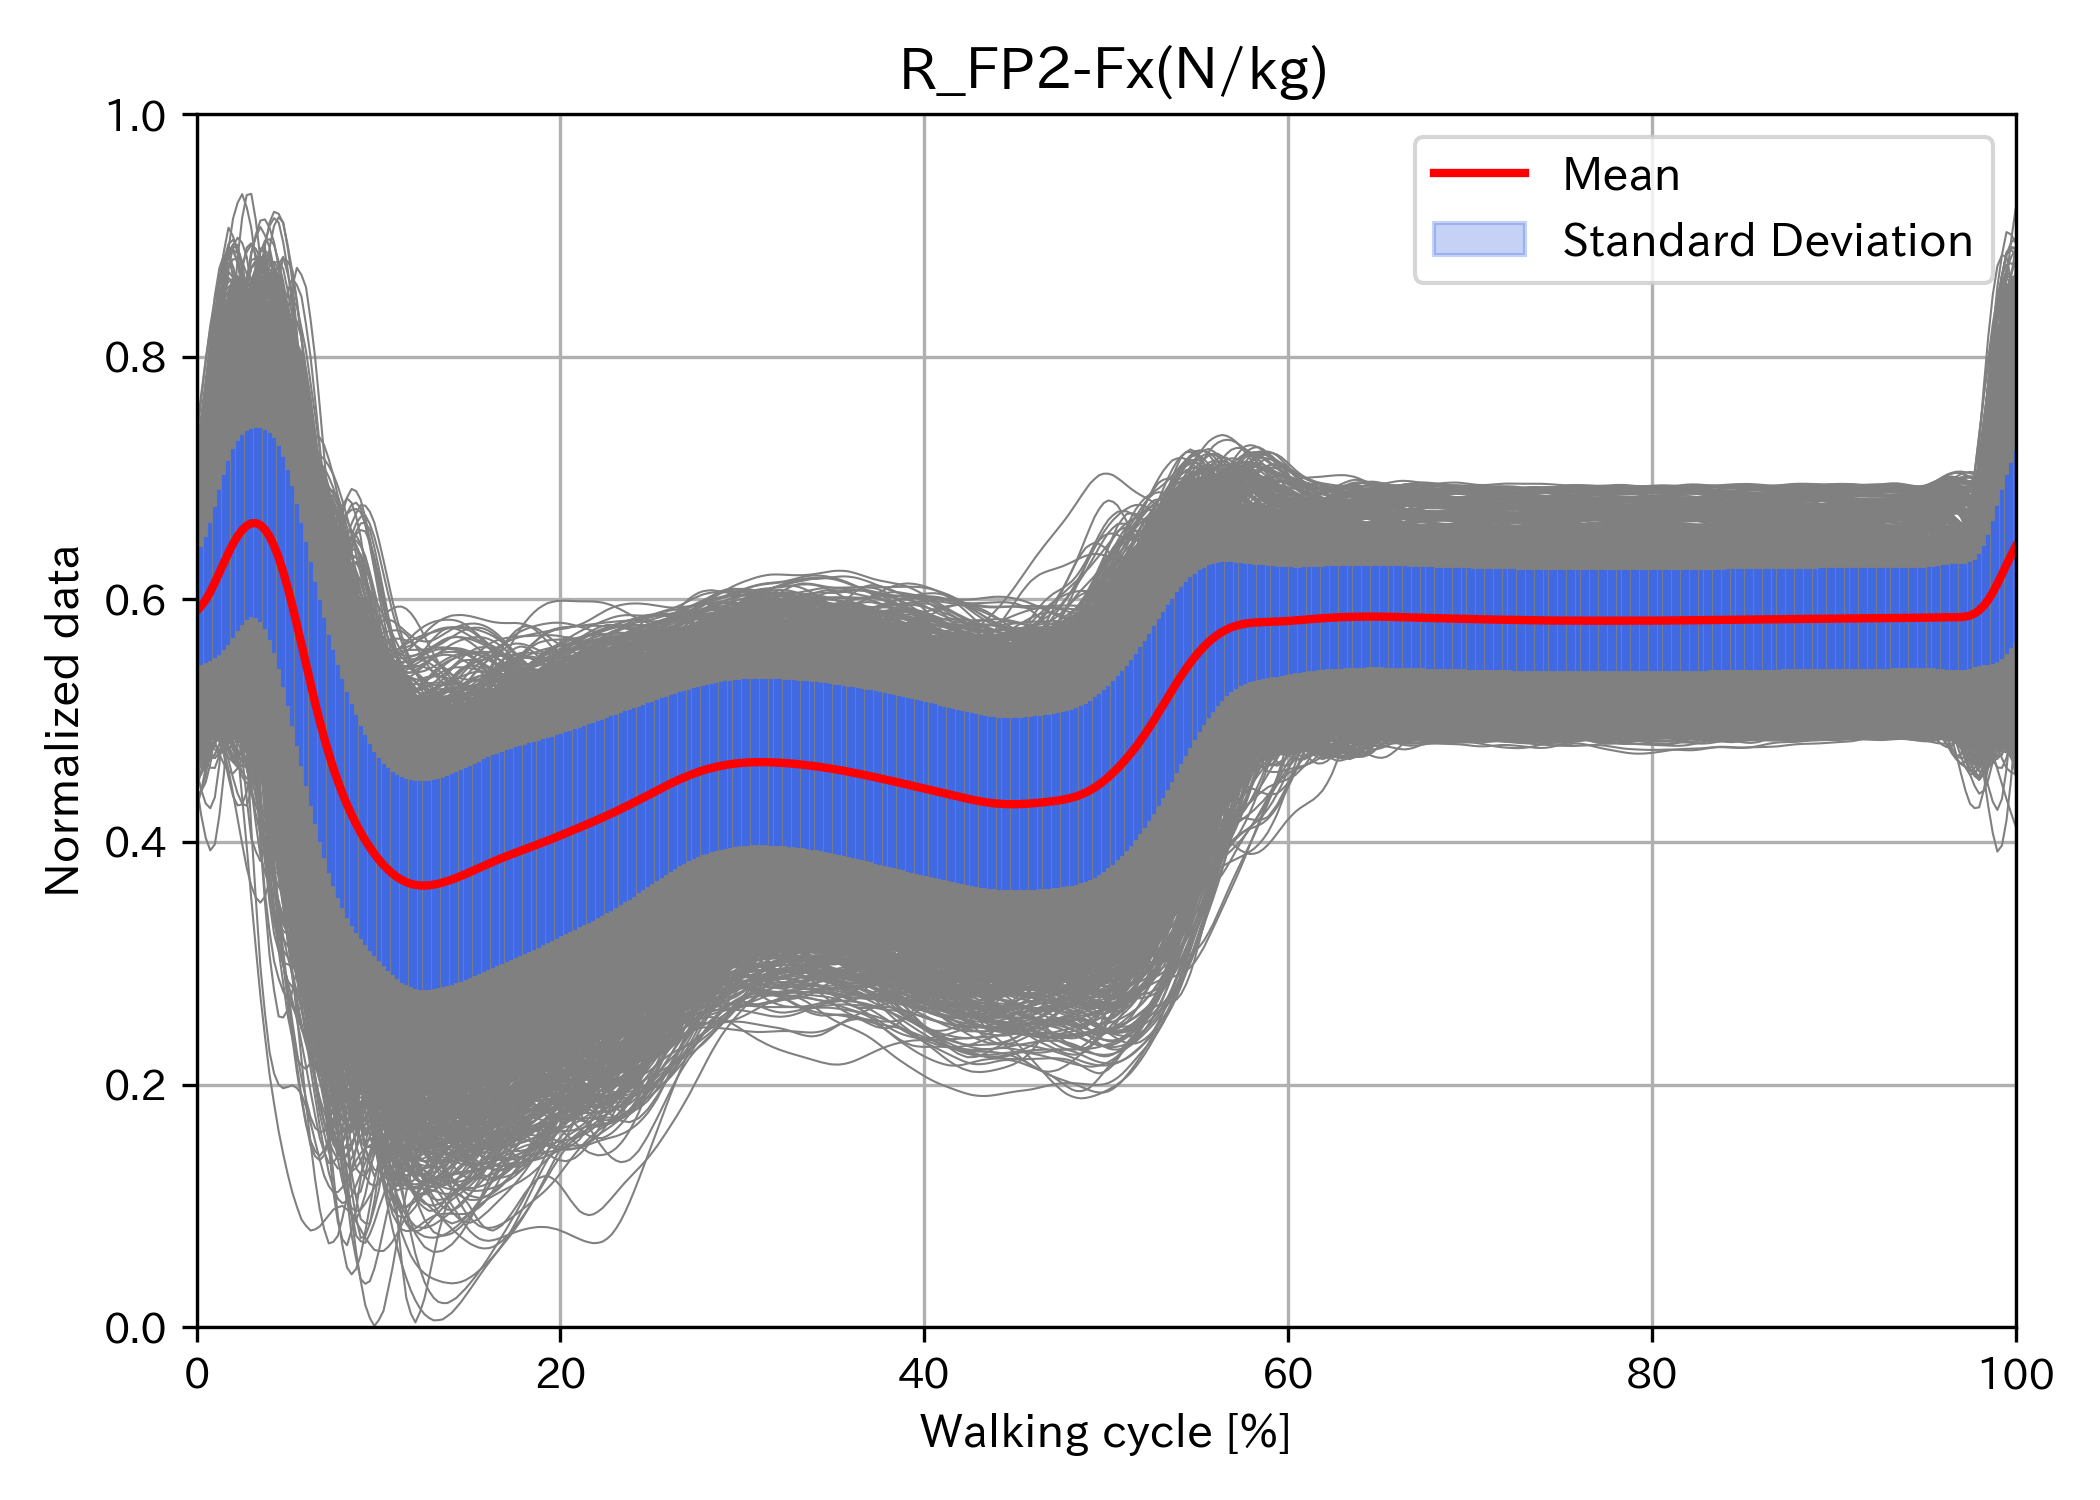 R_FP2-Fx(N/kg)
1.0
0.8
0.6
0.4
0.2
0.0
Normalized data
Mean
Standard Deviation
0 20 40 60 80 100
Walking cycle [%]